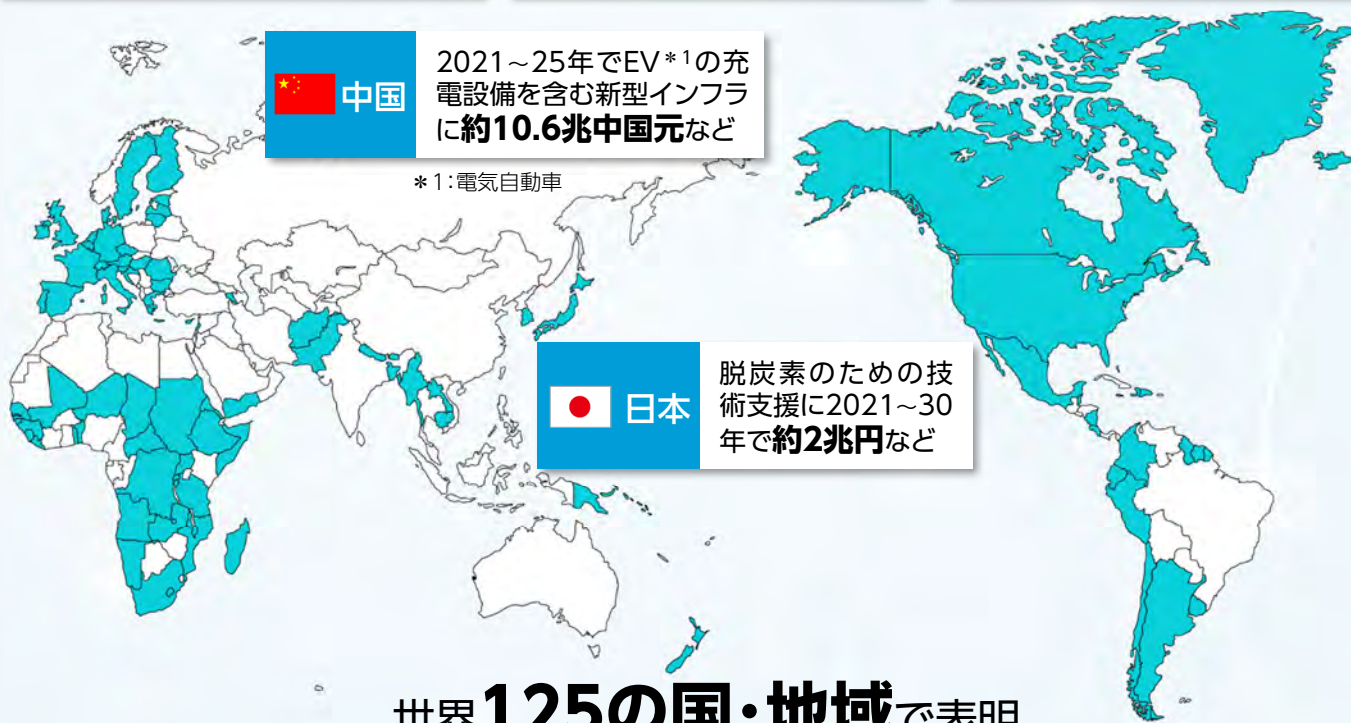 中国
2021~25年でEV*1の充
電設備を含む新型インフラ
に約10.6兆中国元など
*1:電気自動車
日本
脱炭素のための技
術支援に2021~30
年で約2兆円など
世界125の国・地域で表明